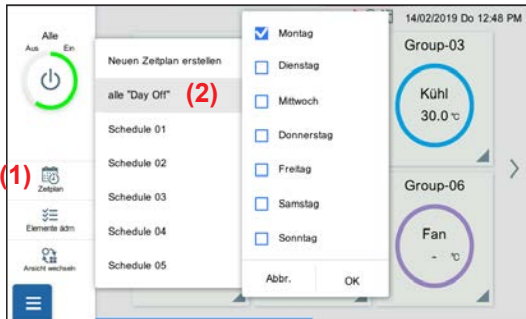 14/02/2019 Do 12:48 PM
Alle
Aus Ein
(1)
Zeitplan
Elemente ädm
Ansicht wechseln
Neuen Zeitplan erstellen
alle "Day Off" (2)
Schedule 01
Schedule 02
Schedule 03
Schedule 04
Schedule 05
Montag
Dienstag
Mittwoch
Donnerstag
Freitag
Samstag
Sonntag
Abbr. OK
Group-03
Kühl
30.0 °C
Group-06
Fan
- °C